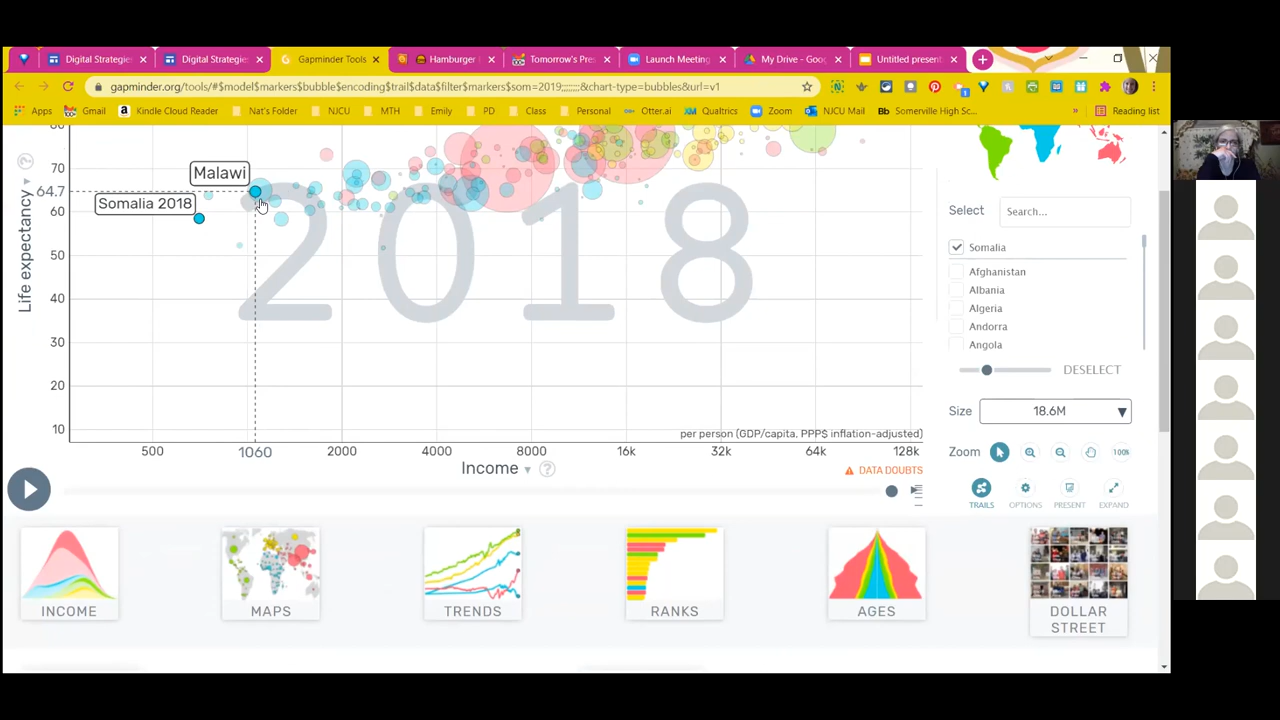 Digital Strategies
Digital Strategies
Gapminder Tools
Hamburger
Tomorrow's Pres
Launch Meeting
My Drive - Goog
Untitled present
gapminder.org/tools/#$model$markers$bubble$encoding$trail$data$filter$markers$som=2019;;;;;;;&chart-type=bubbles&url=v1
Apps Gmail Kindle Cloud Reader Nat's Folder NJCU MTH Emily PD Class Personal Otter.ai Qualtrics Zoom NJCU Mail Bb Somerville High Sc... » Reading list
80
70
64.7
60
50
40
30
20
10
Life expectancy
Malawi
Somalia 2018
2018
per person (GDP/capita, PPP$ inflation-adjusted)
500 1060 2000 4000 8000 16k 32k 64k 128k
Income
DATA DOUBTS
Select Search...
Somalia
Afghanistan
Albania
Algeria
Andorra
Angola
DESELECT
Size 18.6M
Zoom 100%
TRAILS OPTIONS PRESENT EXPAND
INCOME MAPS TRENDS RANKS AGES DOLLAR
STREET